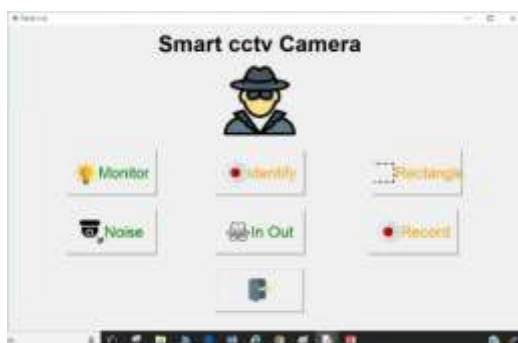 Smart cctv Camera
Monitor
Identify
Rectangle
Noise
In Out
Record